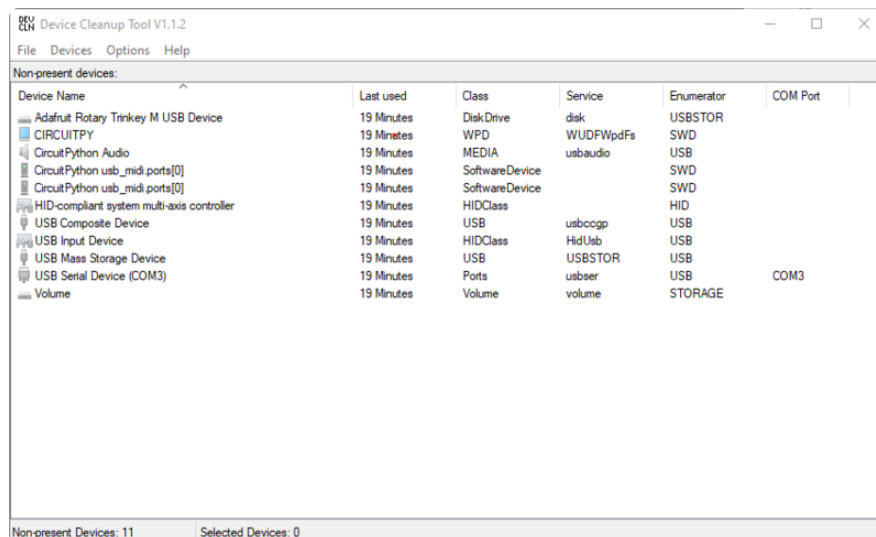 DEV CLN Device Cleanup Tool V1.1.2
File Devices Options Help
Non-present devices:
Device Name Last used Class Service Enumerator COM Port
Adafruit Rotary Trinkey M USB Device 19 Minutes DiskDrive disk USBSTOR
CIRCUITPY 19 Minutes WPD WUDFWpdFs SWD
CircuitPython Audio 19 Minutes MEDIA usbaudio USB
CircuitPython usb_midi.ports[0] 19 Minutes SoftwareDevice SWD
CircuitPython usb_midi.ports[0] 19 Minutes SoftwareDevice SWD
HID-compliant system multi-axis controller 19 Minutes HIDClass HID
USB Composite Device 19 Minutes USB usbccgp USB
USB Input Device 19 Minutes HIDClass HidUsb USB
USB Mass Storage Device 19 Minutes USB USBSTOR USB
USB Serial Device (COM3) 19 Minutes Ports usbser USB COM3
Volume 19 Minutes Volume volume STORAGE
Non-present Devices: 11 Selected Devices: 0